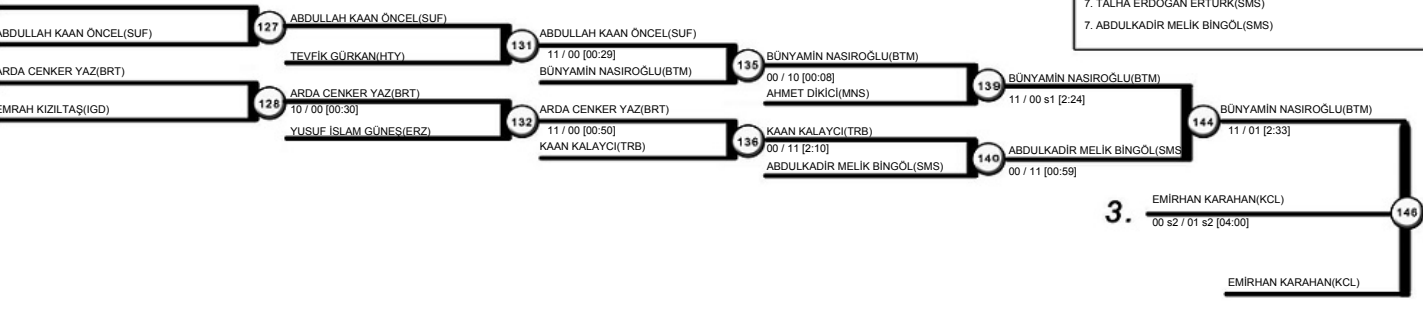 7. TALHA ERDOĞAN ERTÜRK(SMS)
7. ABDULKADİR MELİK BİNGÖL(SMS)
ABDULLAH KAAN ÖNCEL(SUF)
127
ABDULLAH KAAN ÖNCEL(SUF)
TEVFİK GÜRKAN(HTY)
131
ABDULLAH KAAN ÖNCEL(SUF)
11 / 00 [00:29]
BÜNYAMİN NASIROĞLU(BTM)
135
BÜNYAMİN NASIROĞLU(BTM)
00 / 10 [00:08]
AHMET DİKİCİ(MNS)
139
BÜNYAMİN NASIROĞLU(BTM)
11 / 00 s1 [2:24]
144
BÜNYAMİN NASIROĞLU(BTM)
11 / 01 [2:33]
ARDA CENKER YAZ(BRT)
EMRAH KIZILTAŞ(IGD)
128
ARDA CENKER YAZ(BRT)
10 / 00 [00:30]
YUSUF İSLAM GÜNEŞ(ERZ)
132
ARDA CENKER YAZ(BRT)
11 / 00 [00:50]
KAAN KALAYCI(TRB)
136
KAAN KALAYCI(TRB)
00 / 11 [2:10]
ABDULKADİR MELİK BİNGÖL(SMS)
140
ABDULKADİR MELİK BİNGÖL(SMS
00 / 11 [00:59]
3.
EMİRHAN KARAHAN(KCL)
00 s2 / 01 s2 [04:00]
146
EMİRHAN KARAHAN(KCL)